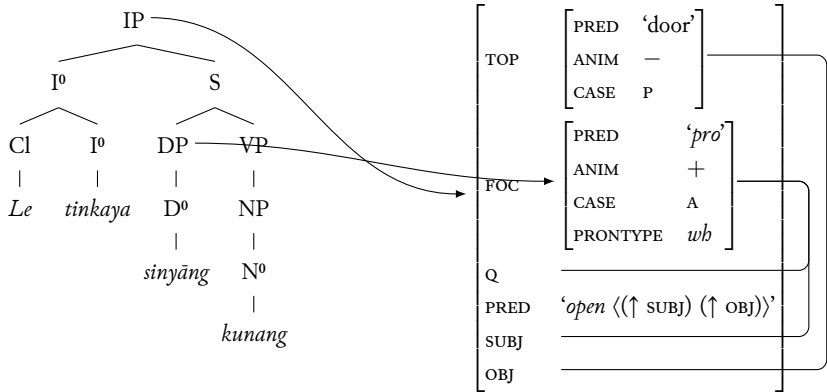 IP
I⁰ S
Cl I⁰ DP VP
Le tinkaya D⁰ NP
sinyāng N⁰
kunang
TOP PRED ‘door’
ANIM −
CASE P
FOC PRED ‘pro’
ANIM +
CASE A
PRONTYPE wh
Q
PRED ‘open ⟨(↑ SUBJ) (↑ OBJ)⟩’
SUBJ
OBJ